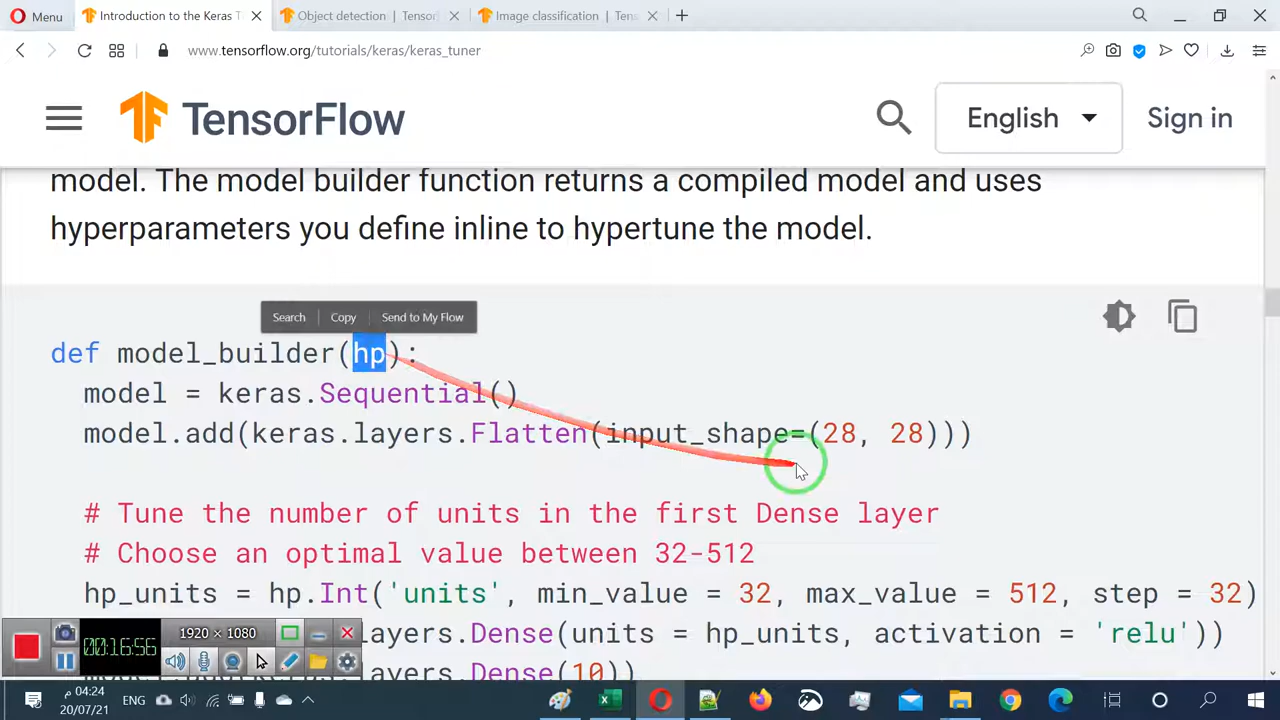 Menu
Introduction to the Keras T
Object detection | Tensor
Image classification | Tens
www.tensorflow.org/tutorials/keras/keras_tuner
TensorFlow
English
Sign in
model. The model builder function returns a compiled model and uses
hyperparameters you define inline to hypertune the model.
Search
Copy
Send to My Flow
def model_builder(hp):
model = keras.Sequential()
model.add(keras.layers.Flatten(input_shape=(28, 28)))
# Tune the number of units in the first Dense layer
# Choose an optimal value between 32-512
hp_units = hp.Int('units', min_value = 32, max_value = 512, step = 32)
layers.Dense(units = hp_units, activation = 'relu'))
layers.Dense(10))
1920 × 1080
00:16:56
04:24 م
ENG
20/07/21